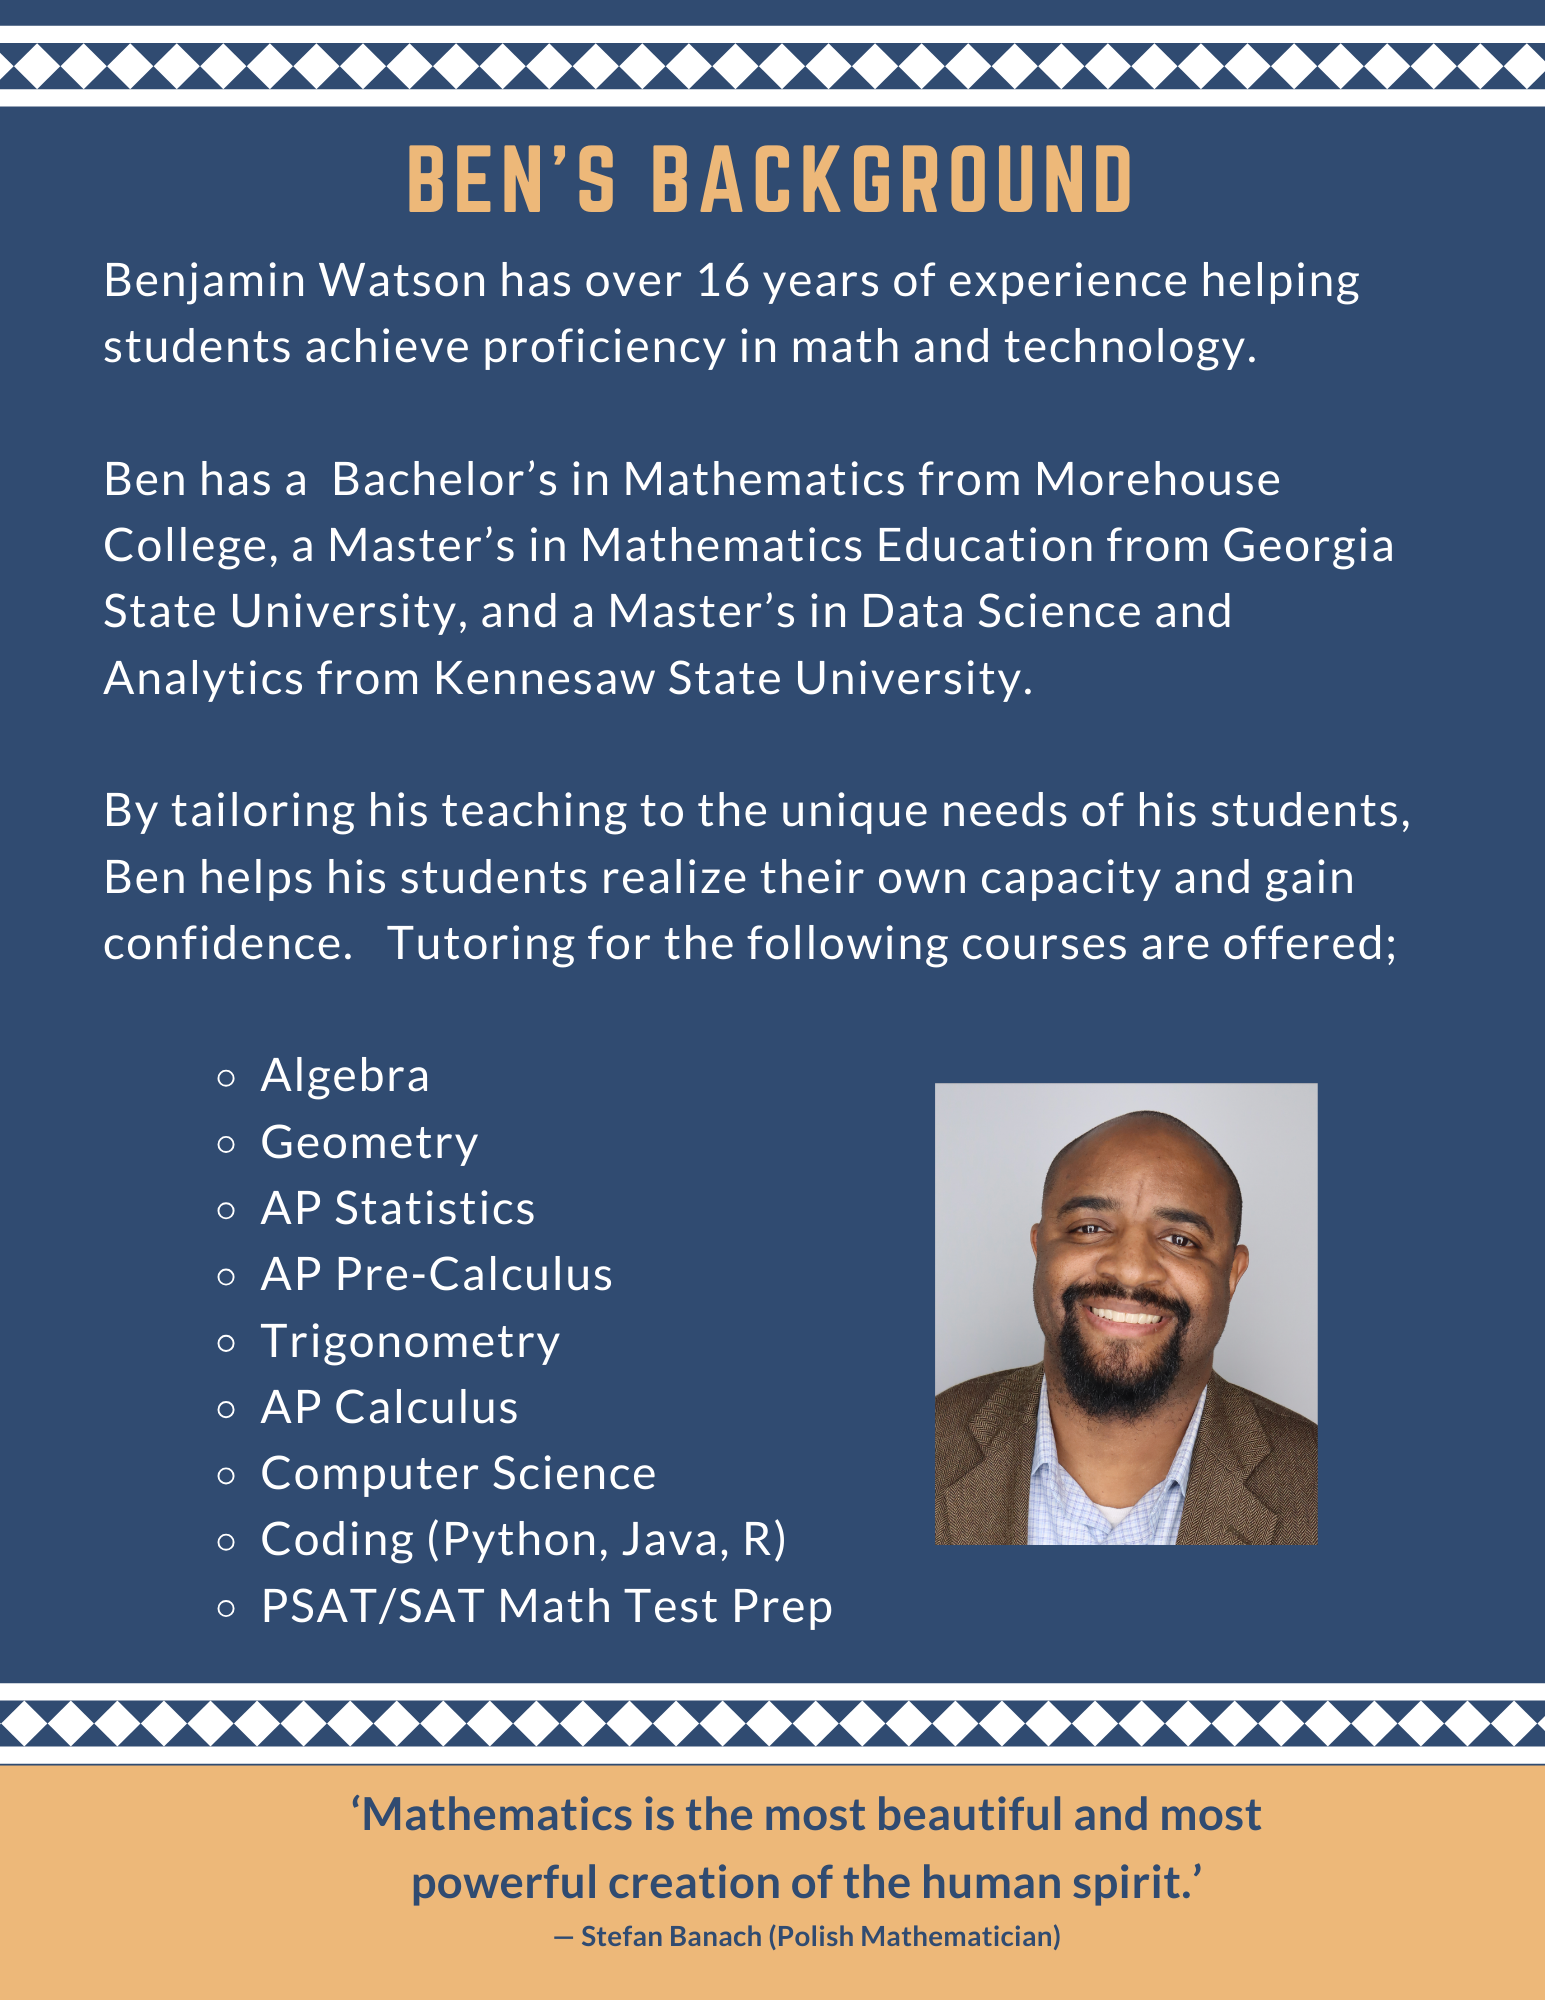 BEN’S BACKGROUND
Benjamin Watson has over 16 years of experience helping
students achieve proficiency in math and technology.
Ben has a  Bachelor’s in Mathematics from Morehouse
College, a Master’s in Mathematics Education from Georgia
State University, and a Master’s in Data Science and
Analytics from Kennesaw State University.
By tailoring his teaching to the unique needs of his students,
Ben helps his students realize their own capacity and gain
confidence.   Tutoring for the following courses are offered;
○ Algebra
○ Geometry
○ AP Statistics
○ AP Pre-Calculus
○ Trigonometry
○ AP Calculus
○ Computer Science
○ Coding (Python, Java, R)
○ PSAT/SAT Math Test Prep
‘Mathematics is the most beautiful and most
powerful creation of the human spirit.’
— Stefan Banach (Polish Mathematician)